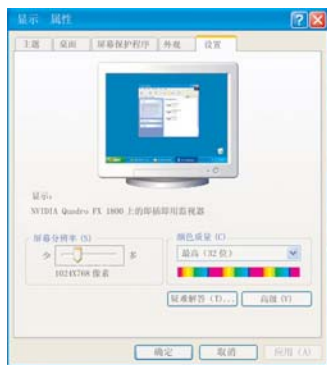 显示 属性
主题 桌面 屏幕保护程序 外观 设置
显示:
NVIDIA Quadro FX 1800 上的即插即用监视器
屏幕分辨率 (S)
少 多
1024X768 像素
颜色质量 (C)
最高 (32 位)
疑难解答 (T)... 高级 (V)
确定 取消 应用 (A)